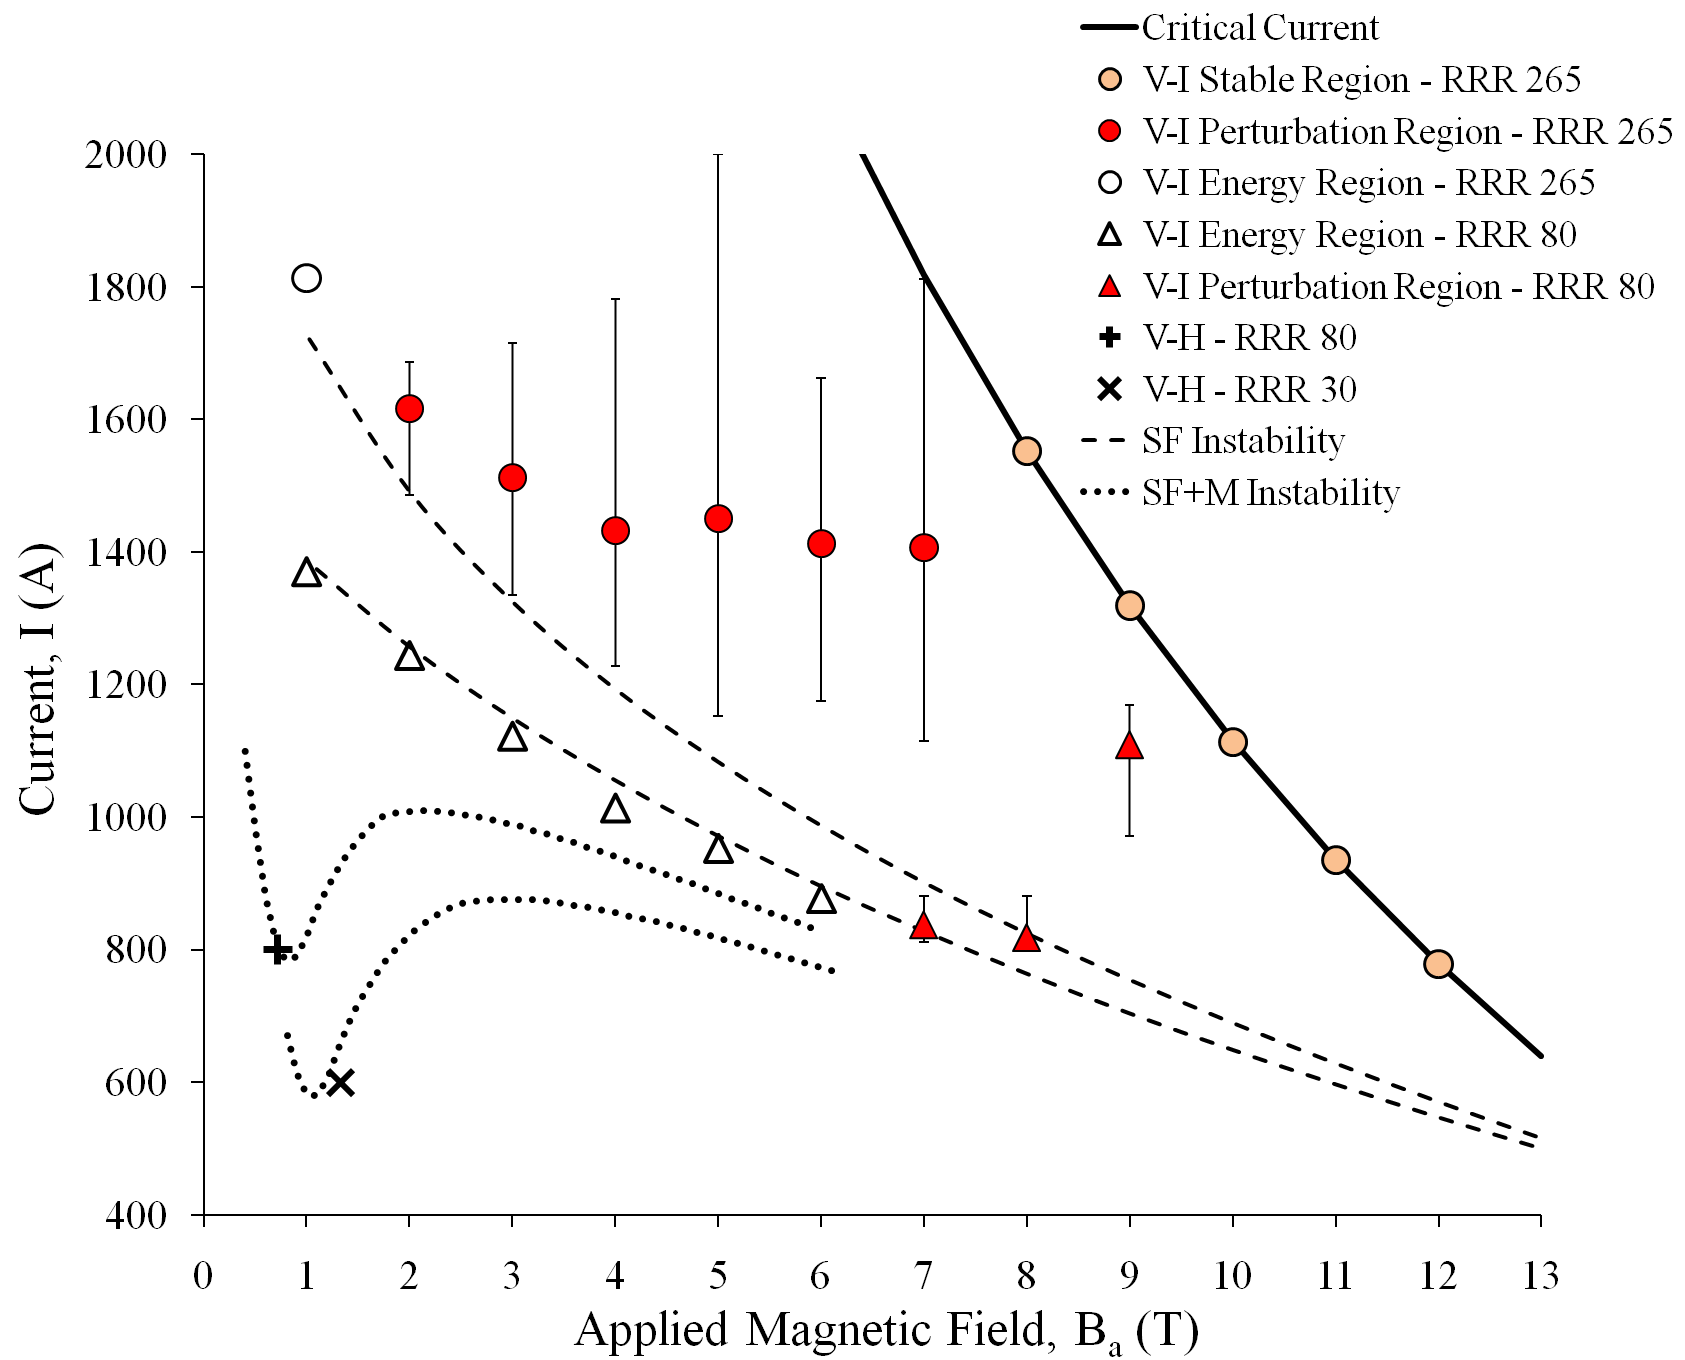 Critical Current
V-I Stable Region - RRR 265
V-I Perturbation Region - RRR 265
V-I Energy Region - RRR 265
V-I Energy Region - RRR 80
V-I Perturbation Region - RRR 80
V-H - RRR 80
V-H - RRR 30
SF Instability
SF+M Instability
2000
1800
1600
1400
1200
1000
800
600
400
Current, I (A)
0 1 2 3 4 5 6 7 8 9 10 11 12 13
Applied Magnetic Field, Ba (T)